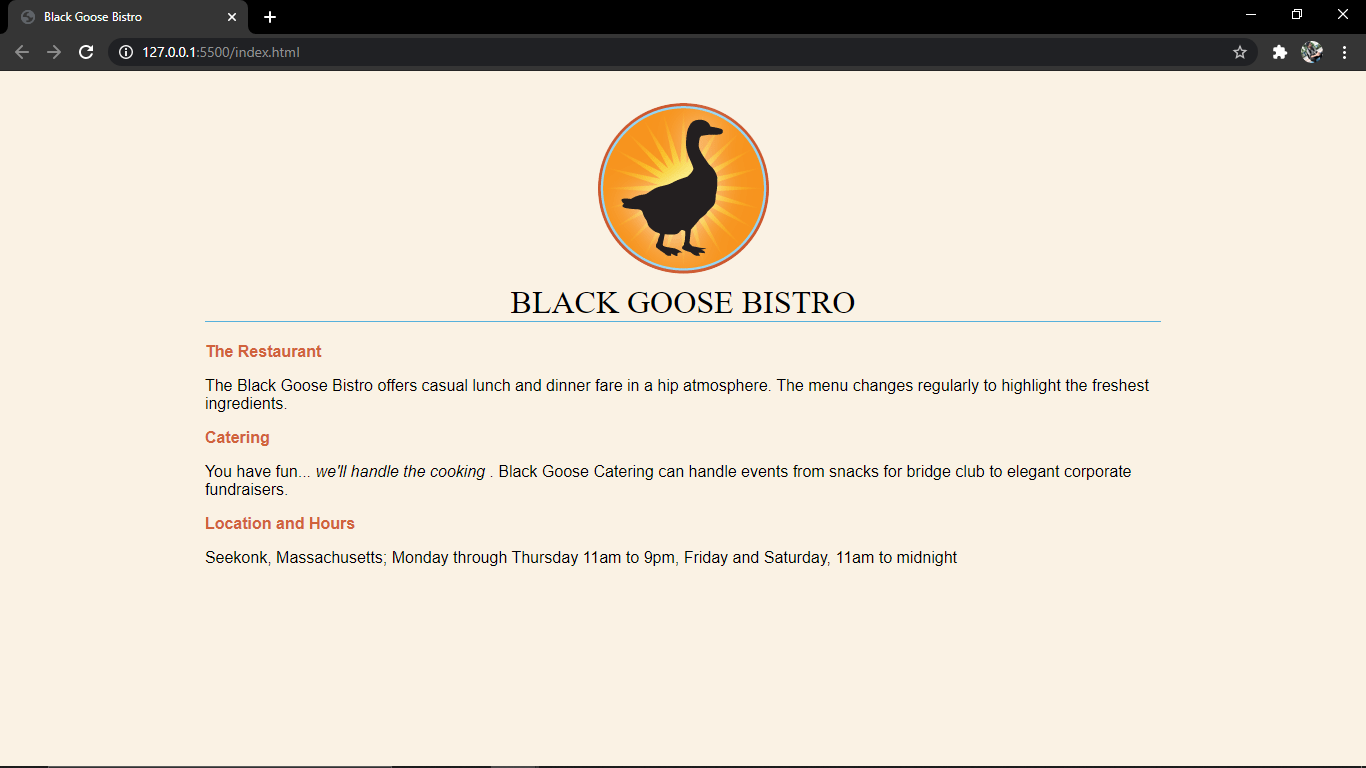 Black Goose Bistro
127.0.0.1:5500/index.html
BLACK GOOSE BISTRO
The Restaurant
The Black Goose Bistro offers casual lunch and dinner fare in a hip atmosphere. The menu changes regularly to highlight the freshest
ingredients.
Catering
You have fun... we'll handle the cooking . Black Goose Catering can handle events from snacks for bridge club to elegant corporate
fundraisers.
Location and Hours
Seekonk, Massachusetts; Monday through Thursday 11am to 9pm, Friday and Saturday, 11am to midnight